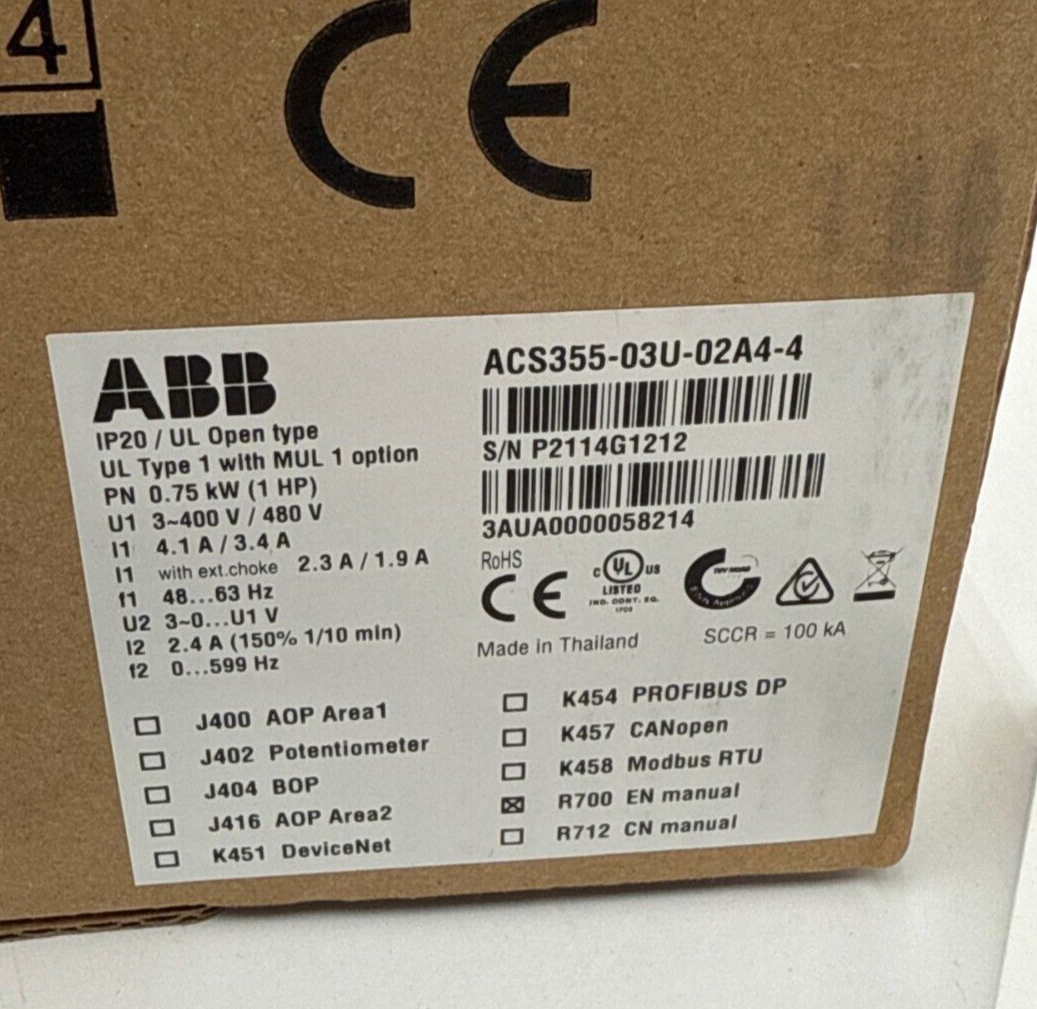 4
CE
ABB
IP20 / UL Open type
UL Type 1 with MUL 1 option
PN 0.75 kW (1 HP)
U1 3~400 V / 480 V
I1 4.1 A / 3.4 A
I1 with ext.choke 2.3 A / 1.9 A
f1 48...63 Hz
U2 3~0...U1 V
I2 2.4 A (150% 1/10 min)
f2 0...599 Hz
ACS355-03U-02A4-4
S/N P2114G1212
3AUA0000058214
RoHS
CE
C UL US
LISTED
IND. CONT. EQ.
Made in Thailand
SCCR = 100 kA
J400 AOP Area1
J402 Potentiometer
J404 BOP
J416 AOP Area2
K451 DeviceNet
K454 PROFIBUS DP
K457 CANopen
K458 Modbus RTU
R700 EN manual
R712 CN manual